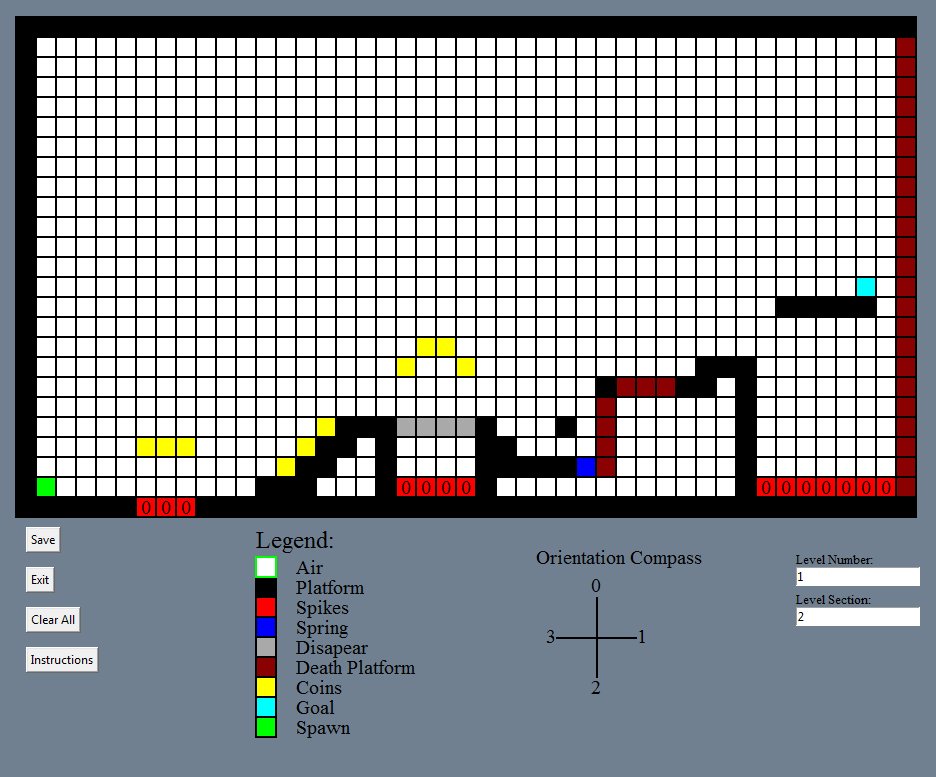 0 0 0 0
0 0 0 0 0 0 0
0 0 0
Save
Exit
Clear All
Instructions
Legend:
Air
Platform
Spikes
Spring
Disapear
Death Platform
Coins
Goal
Spawn
Orientation Compass
0
3
1
2
Level Number:
1
Level Section:
2